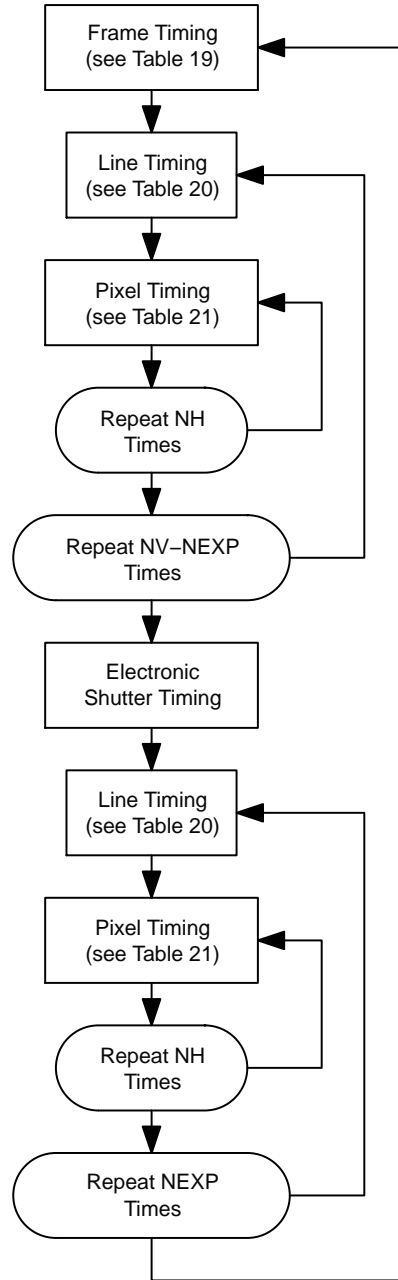 Frame Timing
(see Table 19)
Line Timing
(see Table 20)
Pixel Timing
(see Table 21)
Repeat NH
Times
Repeat NV−NEXP
Times
Electronic
Shutter Timing
Line Timing
(see Table 20)
Pixel Timing
(see Table 21)
Repeat NH
Times
Repeat NEXP
Times